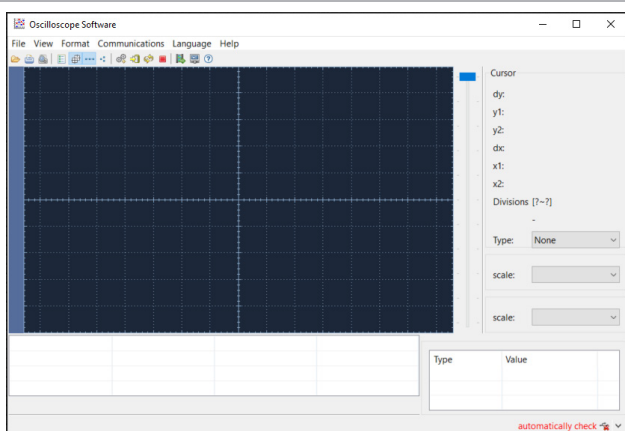 Oscilloscope Software
File View Format Communications Language Help
Cursor
dy:
y1:
y2:
dx:
x1:
x2:
Divisions [?~?]
-
Type: None
scale:
scale:
Type Value
automatically check